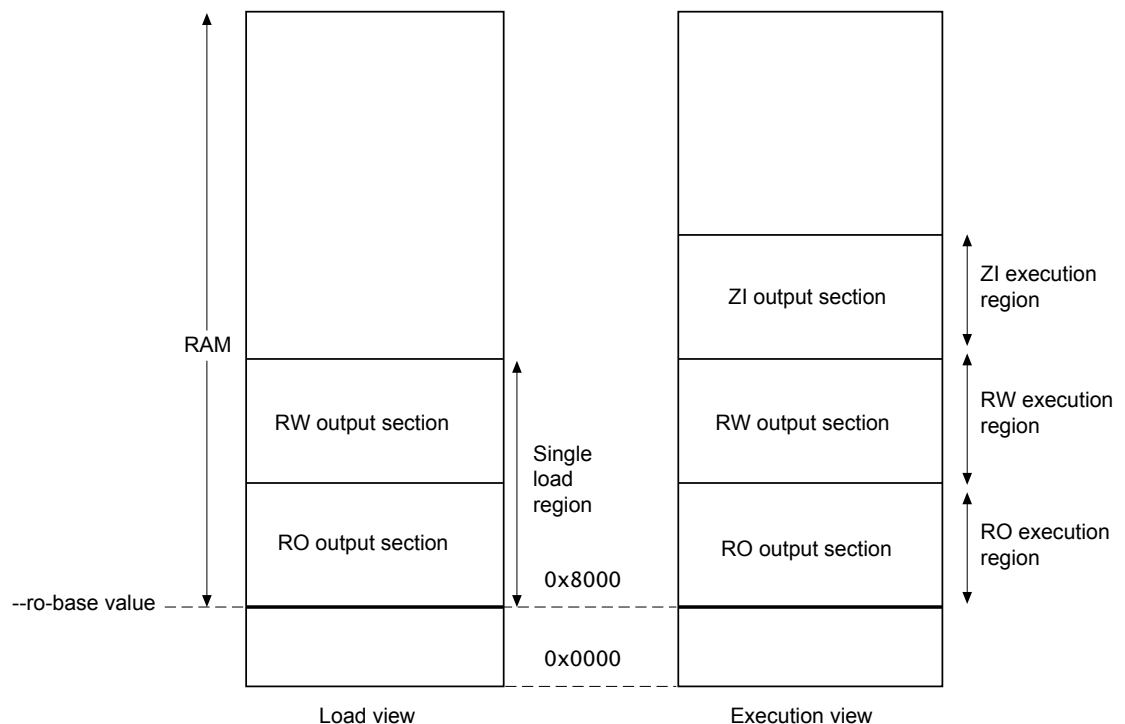 ZI output section
ZI execution
region
RAM
RW output section
Single
load
region
RW output section
RW execution
region
RO output section
RO output section
RO execution
region
0x8000
--ro-base value
0x0000
Load view
Execution view